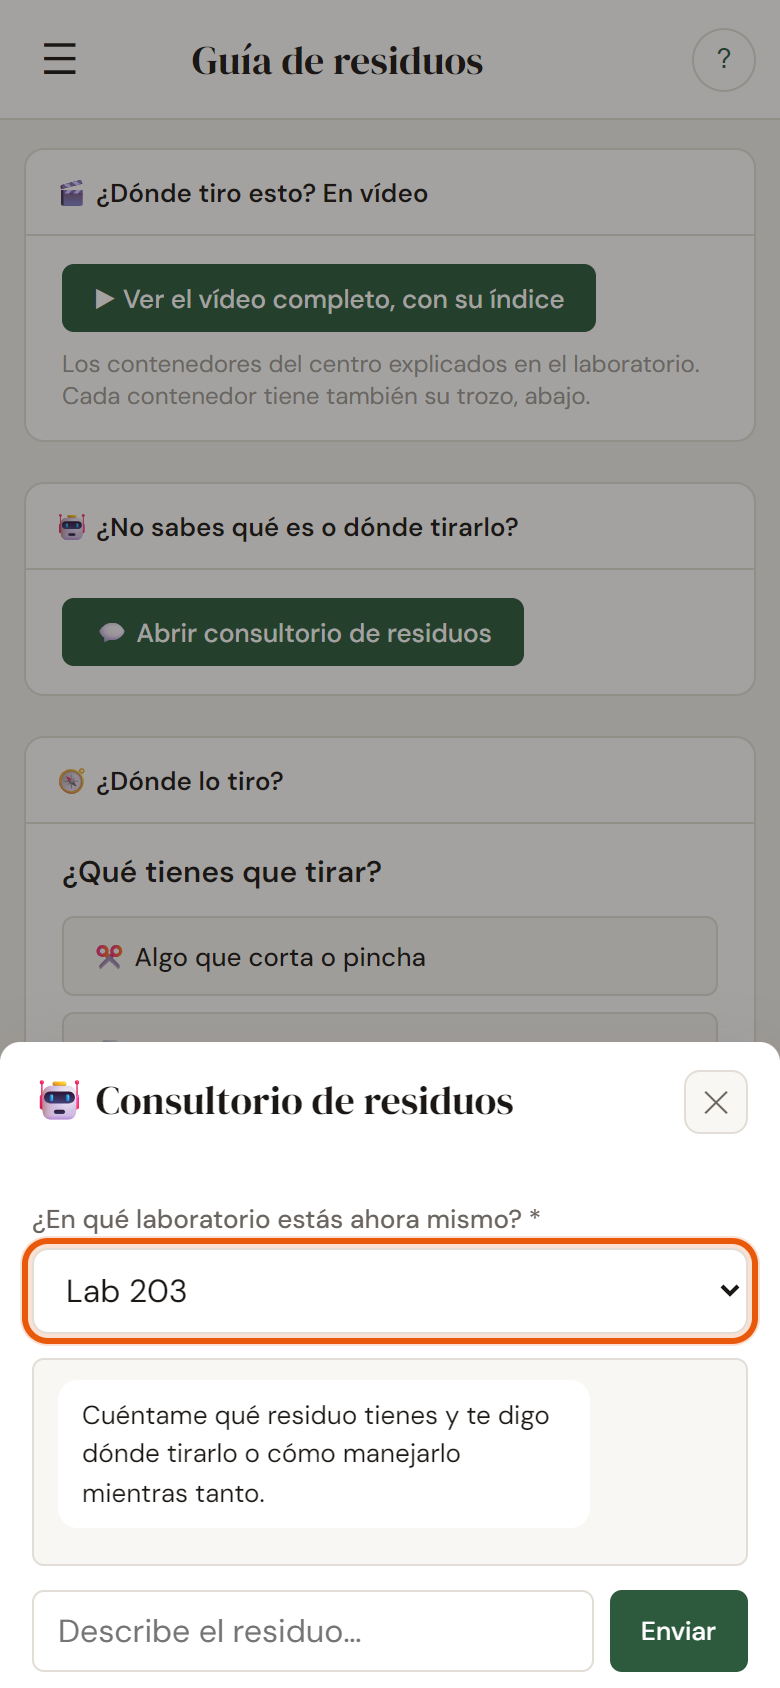 Guía de residuos
?
¿Dónde tiro esto? En vídeo
▶ Ver el vídeo completo, con su índice
Los contenedores del centro explicados en el laboratorio.
Cada contenedor tiene también su trozo, abajo.
¿No sabes qué es o dónde tirarlo?
Abrir consultorio de residuos
¿Dónde lo tiro?
¿Qué tienes que tirar?
Algo que corta o pincha
Consultorio de residuos
¿En qué laboratorio estás ahora mismo? *
Lab 203
Cuéntame qué residuo tienes y te digo
dónde tirarlo o cómo manejarlo
mientras tanto.
Describe el residuo...
Enviar